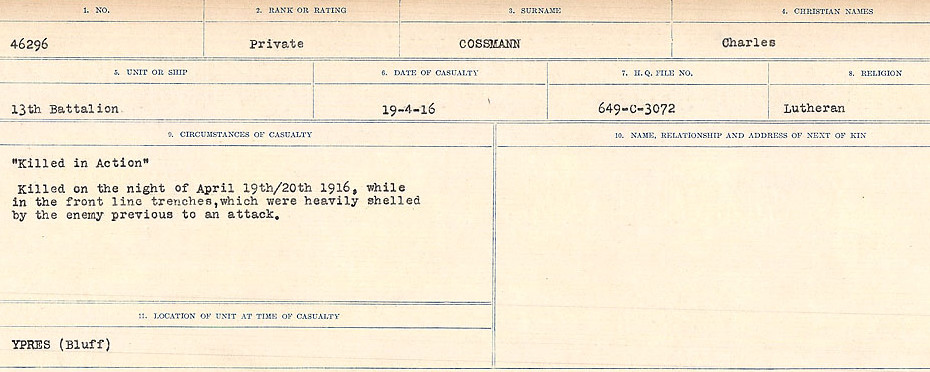 1. NO. 2. RANK OR RATING 3. SURNAME 4. CHRISTIAN NAMES
46296 Private COSSMANN Charles
5. UNIT OR SHIP 6. DATE OF CASUALTY 7. H.Q. FILE NO. 8. RELIGION
13th Battalion 19-4-16 649-C-3072 Lutheran
9. CIRCUMSTANCES OF CASUALTY
"Killed in Action"
Killed on the night of April 19th/20th 1916, while
in the front line trenches,which were heavily shelled
by the enemy previous to an attack.
10. NAME, RELATIONSHIP AND ADDRESS OF NEXT OF KIN
11. LOCATION OF UNIT AT TIME OF CASUALTY
YPRES (Bluff)